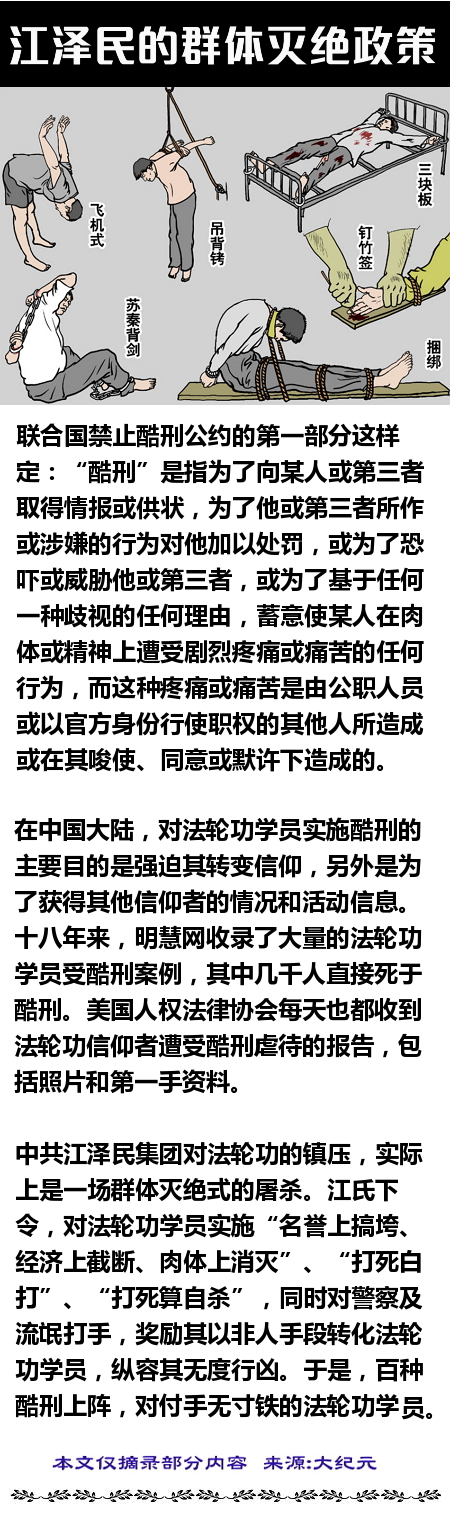 江泽民的群体灭绝政策
飞机式
吊背铐
三块板
钉竹签
苏秦背剑
捆绑
联合国禁止酷刑公约的第一部分这样
定：“酷刑”是指为了向某人或第三者
取得情报或供状，为了他或第三者所作
或涉嫌的行为对他加以处罚，或为了恐
吓或威胁他或第三者，或为了基于任何
一种歧视的任何理由，蓄意使某人在肉
体或精神上遭受剧烈疼痛或痛苦的任何
行为，而这种疼痛或痛苦是由公职人员
或以官方身份行使职权的其他人所造成
或在其唆使、同意或默许下造成的。
在中国大陆，对法轮功学员实施酷刑的
主要目的是强迫其转变信仰，另外是为
了获得其他信仰者的情况和活动信息。
十八年来，明慧网收录了大量的法轮功
学员受酷刑案例，其中几千人直接死于
酷刑。美国人权法律协会每天也都收到
法轮功信仰者遭受酷刑虐待的报告，包
括照片和第一手资料。
中共江泽民集团对法轮功的镇压，实际
上是一场群体灭绝式的屠杀。江氏下
令，对法轮功学员实施“名誉上搞垮、
经济上截断、肉体上消灭”、“打死白
打”、“打死算自杀”，同时对警察及
流氓打手，奖励其以非人手段转化法轮
功学员，纵容其无度行凶。于是，百种
酷刑上阵，对付手无寸铁的法轮功学员。
本文仅摘录部分内容 来源:大纪元